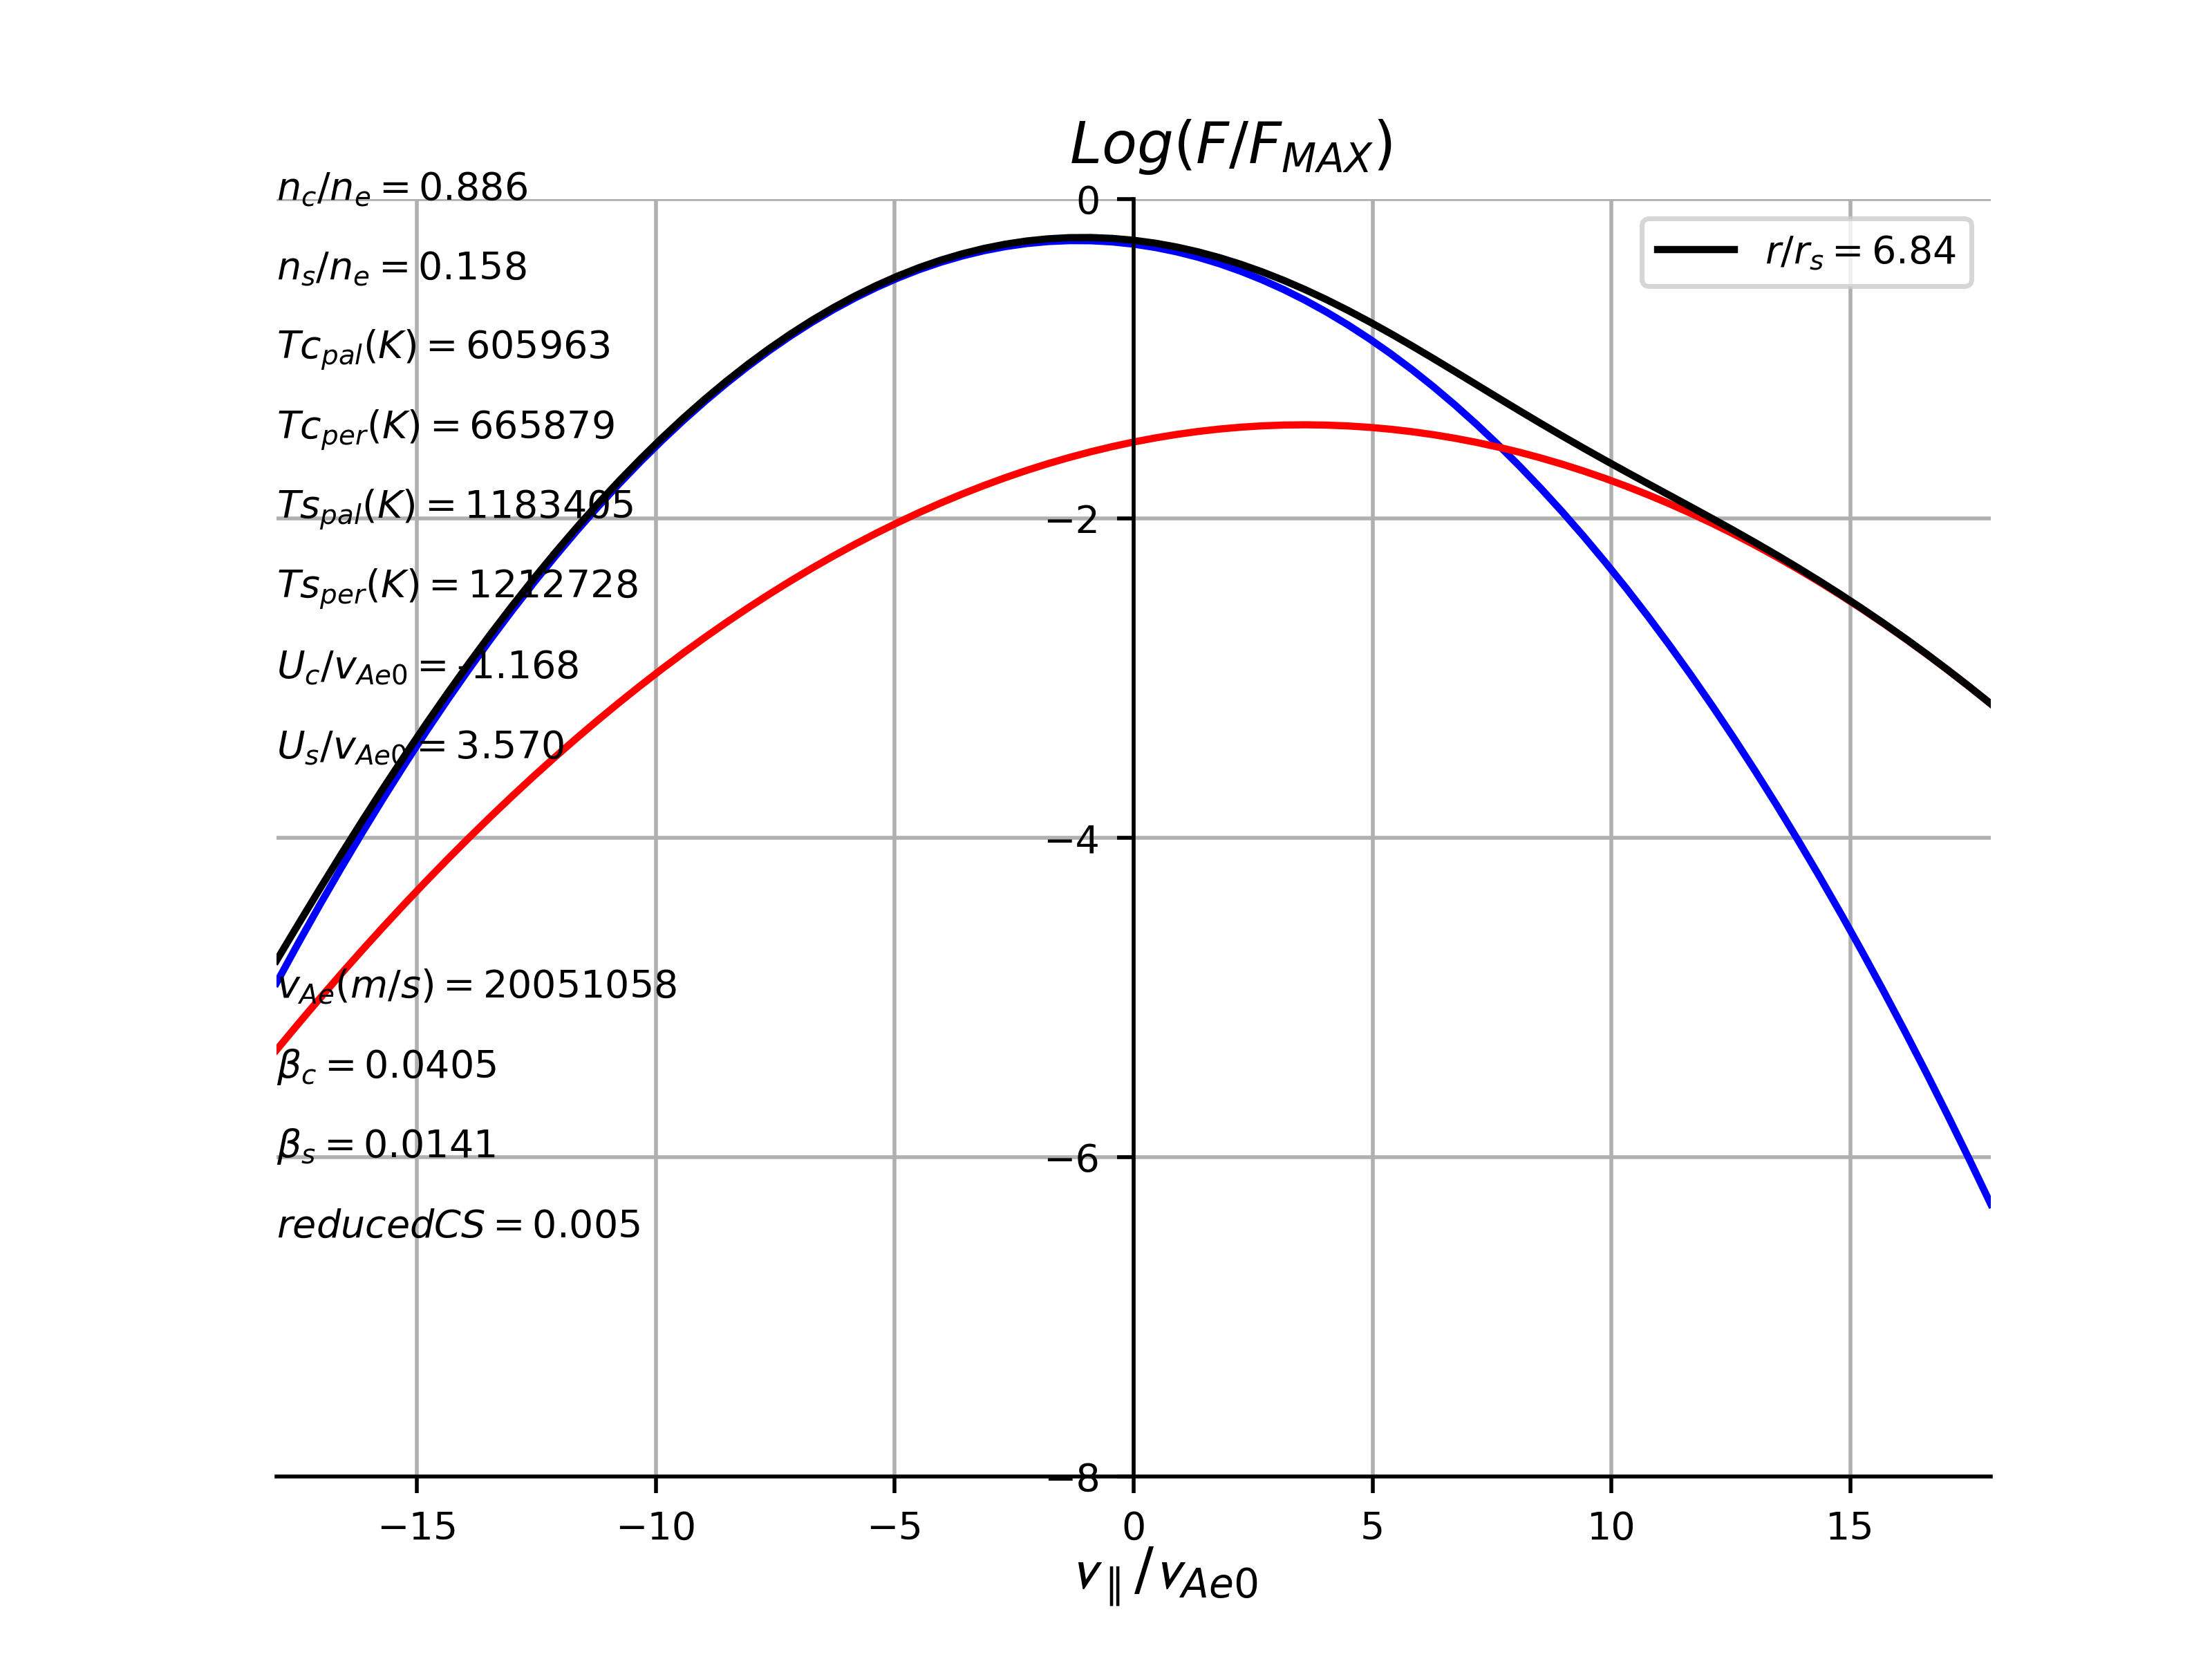 Log(F/F_MAX)
n_c/n_e = 0.886
n_s/n_e = 0.158
Tc_pal(K) = 605963
Tc_per(K) = 665879
Ts_pal(K) = 1183405
Ts_per(K) = 1212728
U_c/v_Ae0 = -1.168
U_s/v_Ae0 = 3.570
v_Ae(m/s) = 20051058
β_c = 0.0405
β_s = 0.0141
reducedCS = 0.005
r/r_s = 6.84
0
−2
−4
−6
−8
−15 −10 −5 0 5 10 15
v_∥/v_Ae0